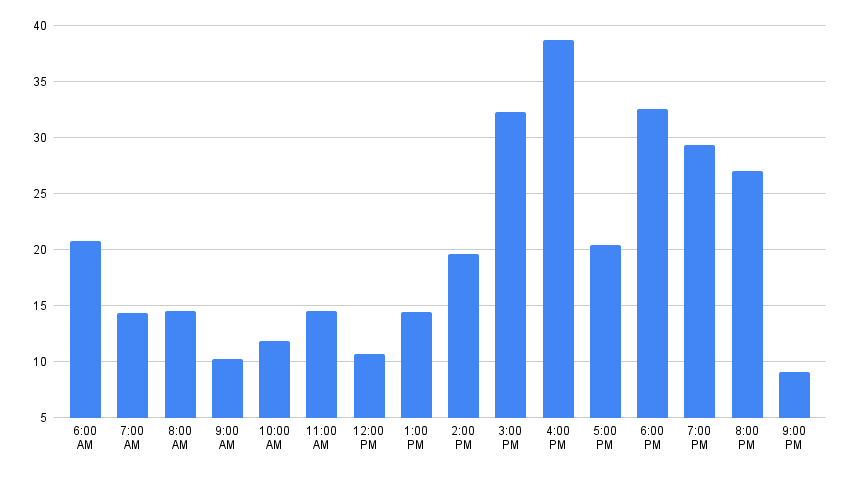 40
35
30
25
20
15
10
5
6:00 AM
7:00 AM
8:00 AM
9:00 AM
10:00 AM
11:00 AM
12:00 PM
1:00 PM
2:00 PM
3:00 PM
4:00 PM
5:00 PM
6:00 PM
7:00 PM
8:00 PM
9:00 PM